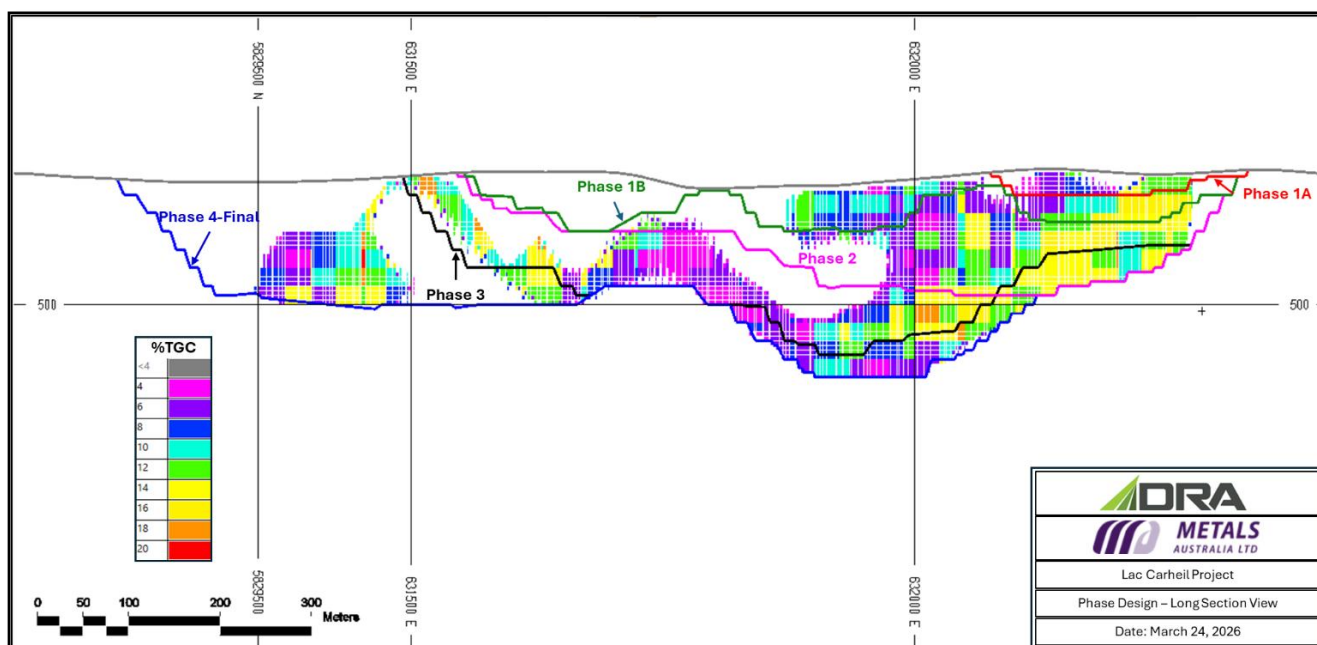 5829500 N
631500 E
632000 E
Phase 1B
Phase 1A
Phase 4-Final
Phase 2
Phase 3
500
500
%TGC
<4
4
6
8
10
12
14
16
18
20
DRA
METALS
AUSTRALIA LTD
Lac Carheil Project
Phase Design – Long Section View
Date: March 24, 2026
5829500
631500 E
632000 E
0 50 100 200 300
Meters